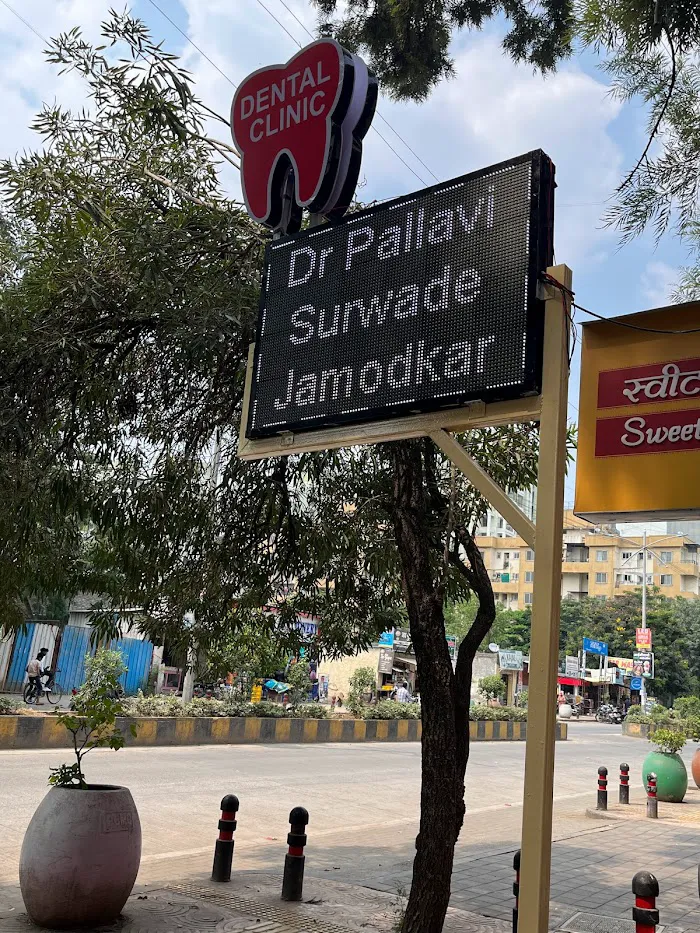 DENTAL
CLINIC
Dr Pallavi
Surwade
Jamodkar
Sweet